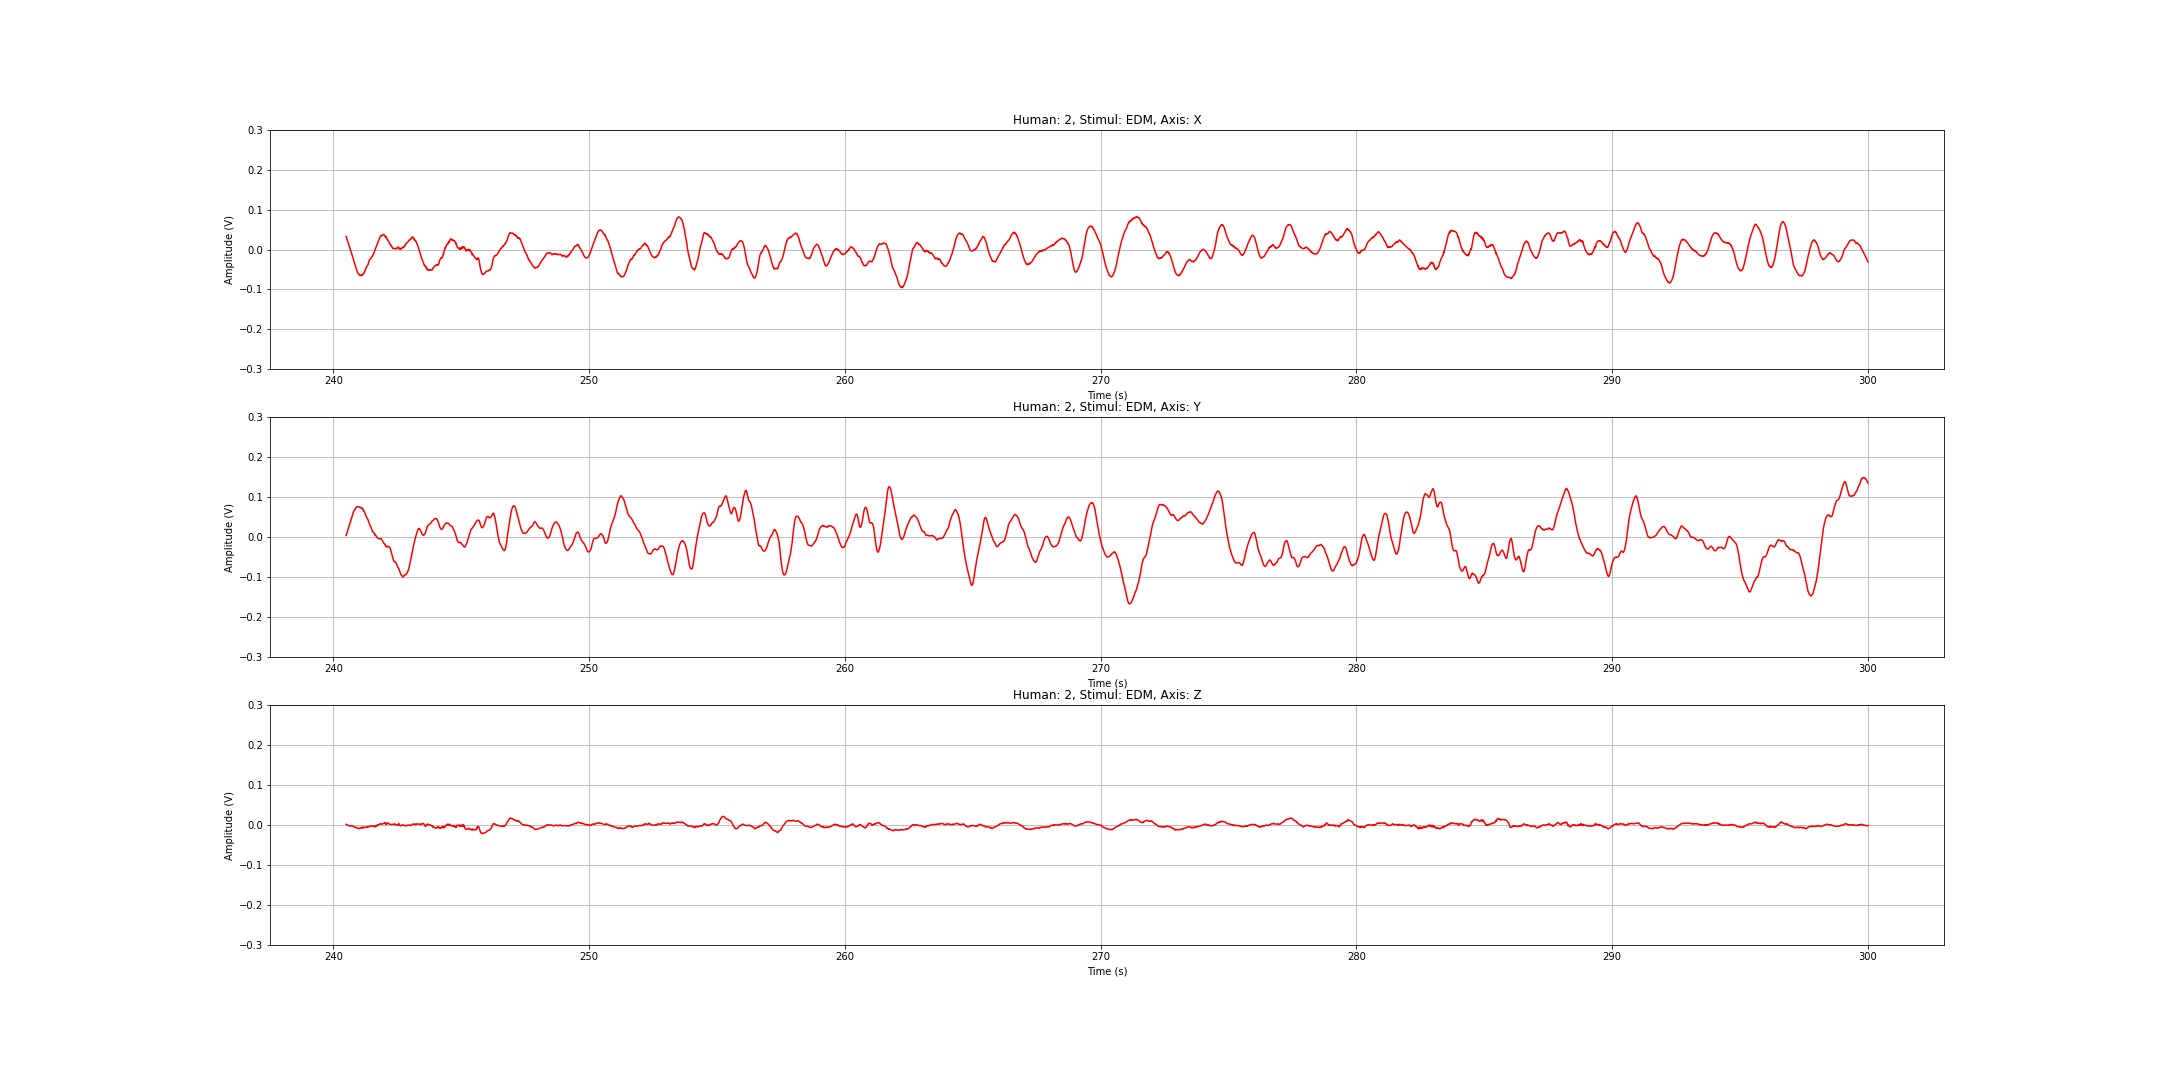 Human: 2, Stimul: EDM, Axis: X
Amplitude (V)
0.3
0.2
0.1
0.0
−0.1
−0.2
−0.3
240 250 260 270 280 290 300
Time (s)
Human: 2, Stimul: EDM, Axis: Y
Amplitude (V)
0.3
0.2
0.1
0.0
−0.1
−0.2
−0.3
240 250 260 270 280 290 300
Time (s)
Human: 2, Stimul: EDM, Axis: Z
Amplitude (V)
0.3
0.2
0.1
0.0
−0.1
−0.2
−0.3
240 250 260 270 280 290 300
Time (s)